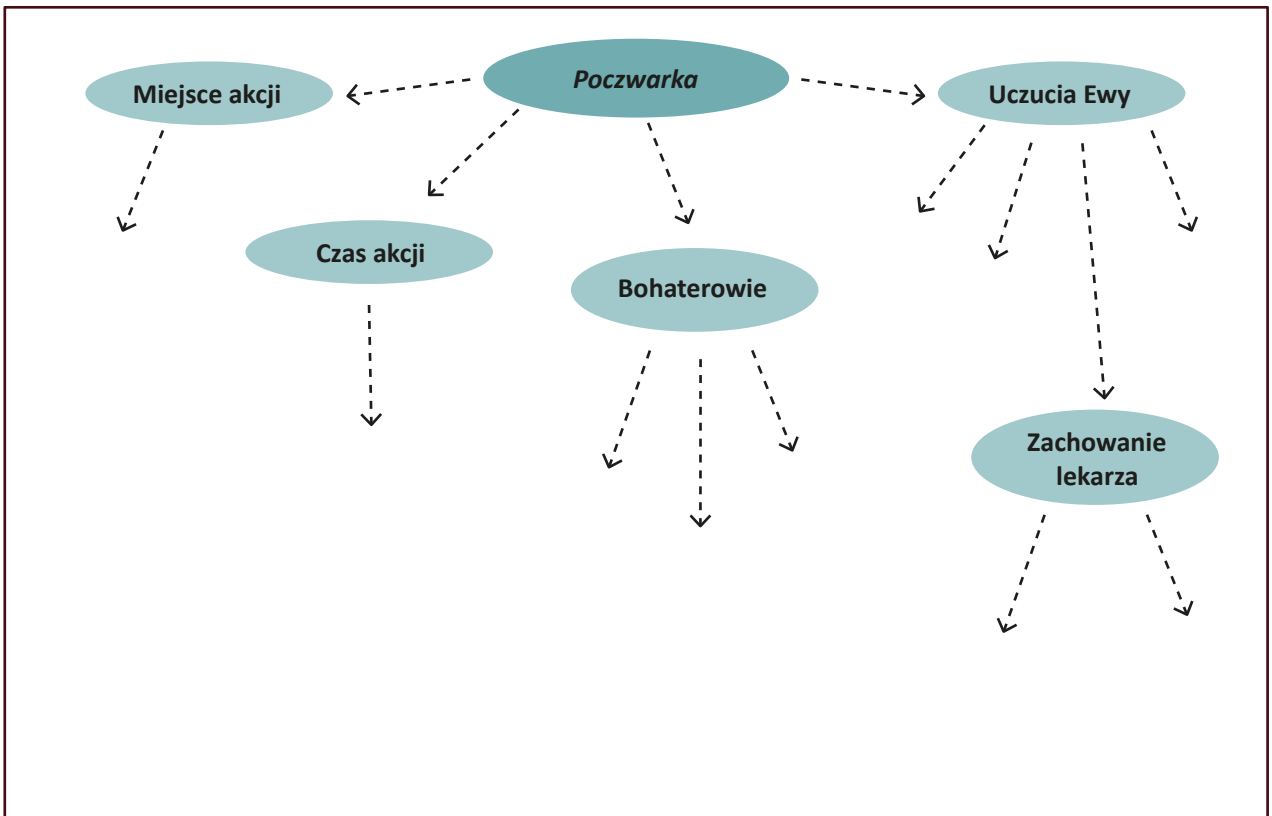 Poczwarka
Miejsce akcji
Uczucia Ewy
Czas akcji
Bohaterowie
Zachowanie
lekarza